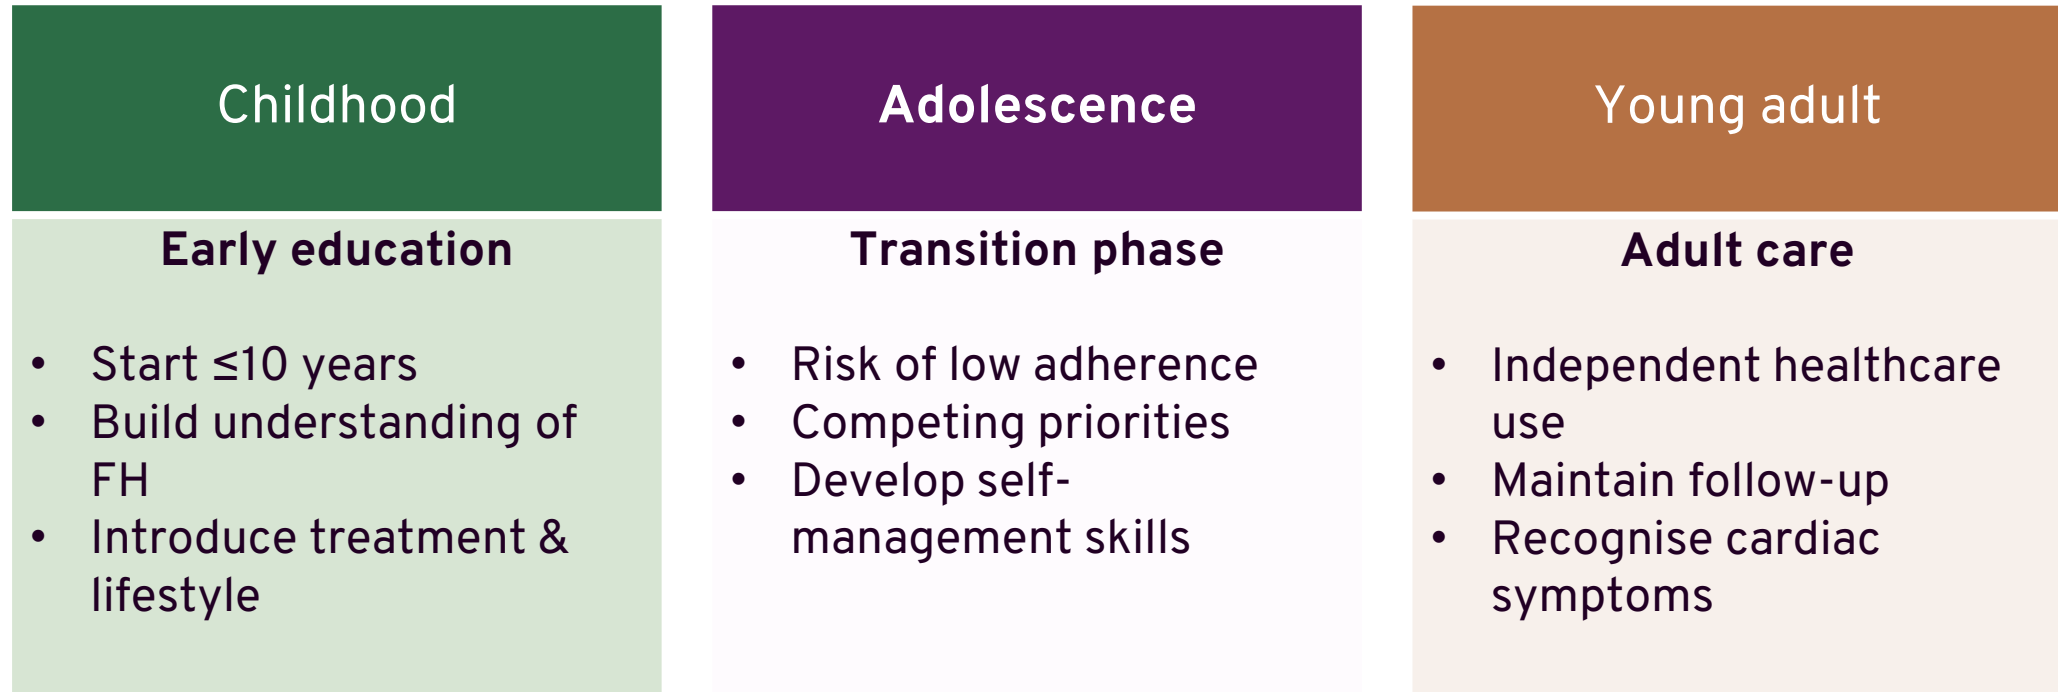 Childhood
Early education
• Start ≤10 years
• Build understanding of
FH
• Introduce treatment &
lifestyle
Adolescence
Transition phase
• Risk of low adherence
• Competing priorities
• Develop self-
management skills
Young adult
Adult care
• Independent healthcare
use
• Maintain follow-up
• Recognise cardiac
symptoms